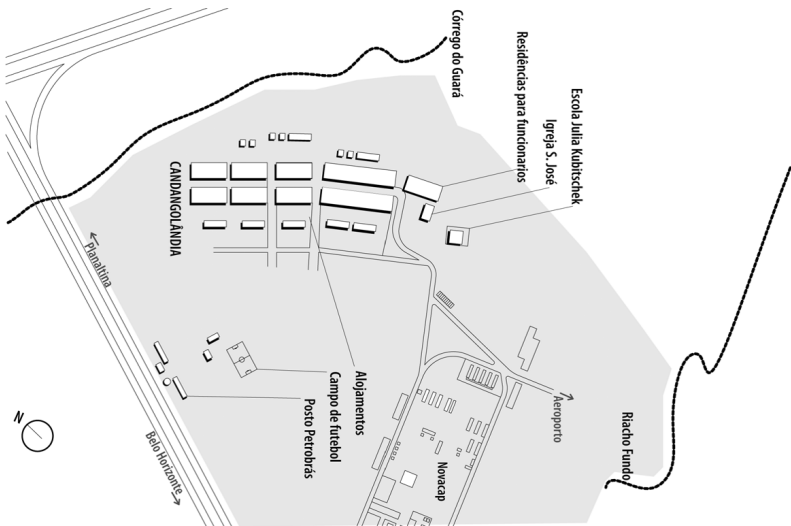 Córrego do Guará
Residências para funcionarios
Igreja S. José
Escola Julia Kubitschek
CANDANGOLÂNDIA
Planaltina
Alojamentos
Campo de futebol
Posto Petrobrás
Belo Horizonte
Aeroporto
Riacho Fundo
Novacap
N